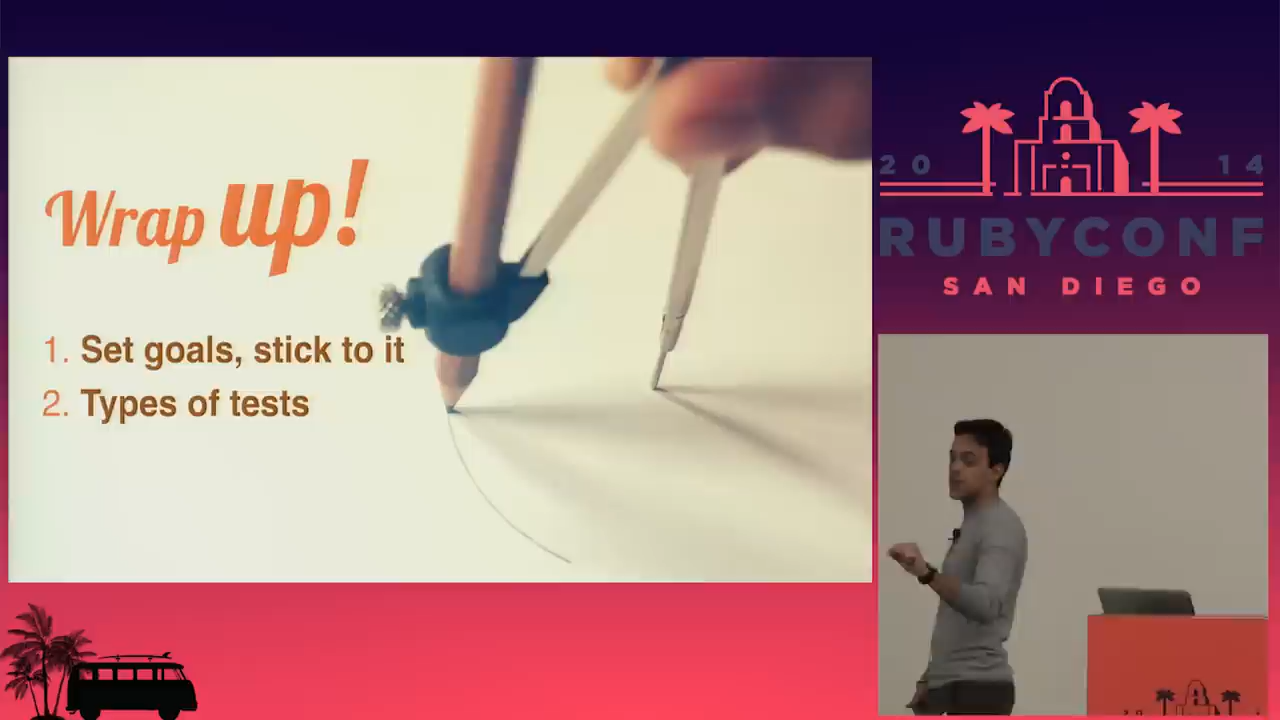 Wrap up!
1. Set goals, stick to it
2. Types of tests
20 14
RUBYCONF
SAN DIEGO